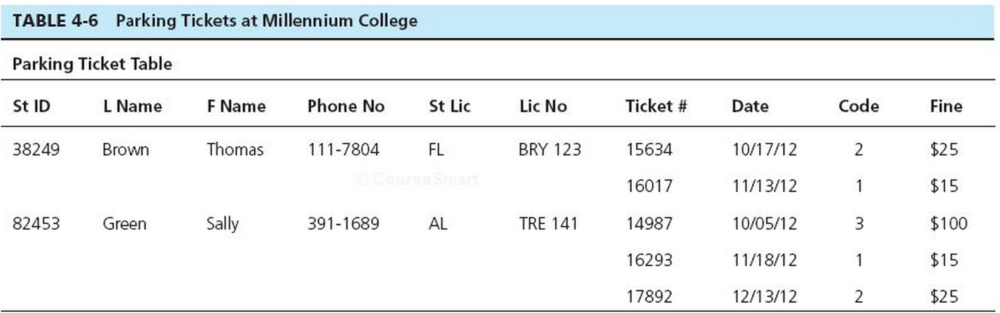 TABLE 4-6 Parking Tickets at Millennium College
Parking Ticket Table
St ID L Name F Name Phone No St Lic Lic No Ticket # Date Code Fine
38249 Brown Thomas 111-7804 FL BRY 123 15634 10/17/12 2 $25
© CourseSmart
16017 11/13/12 1 $15
82453 Green Sally 391-1689 AL TRE 141 14987 10/05/12 3 $100
16293 11/18/12 1 $15
17892 12/13/12 2 $25